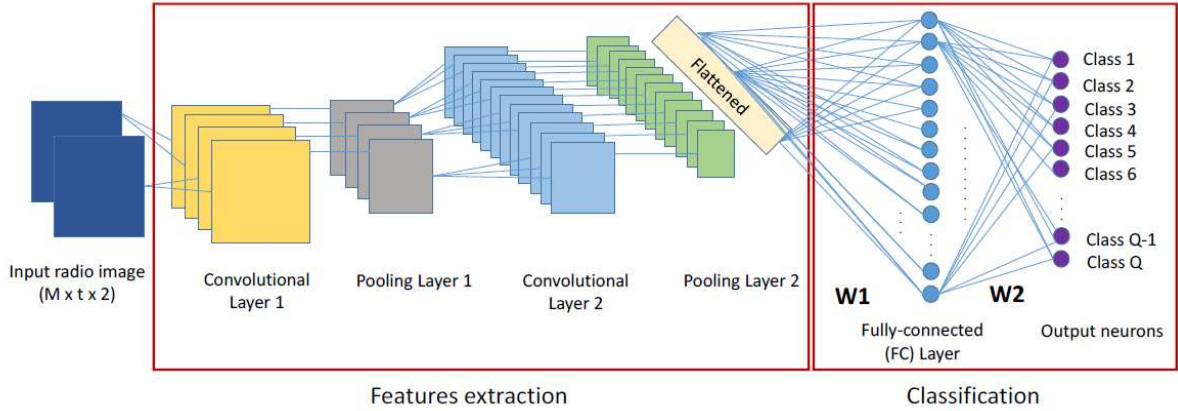 Input radio image
(M x t x 2)
Convolutional
Layer 1
Pooling Layer 1
Convolutional
Layer 2
Pooling Layer 2
Flattened
W1
W2
Fully-connected
(FC) Layer
Class 1
Class 2
Class 3
Class 4
Class 5
Class 6
Class Q-1
Class Q
Output neurons
Features extraction
Classification